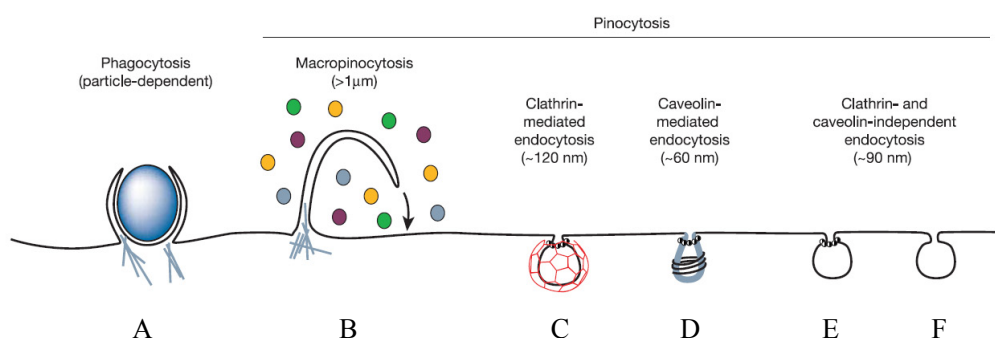 Pinocytosis
Phagocytosis
(particle-dependent)
Macropinocytosis
(>1μm)
Clathrin-
mediated
endocytosis
(~120 nm)
Caveolin-
mediated
endocytosis
(~60 nm)
Clathrin- and
caveolin-independent
endocytosis
(~90 nm)
A
B
C
D
E
F